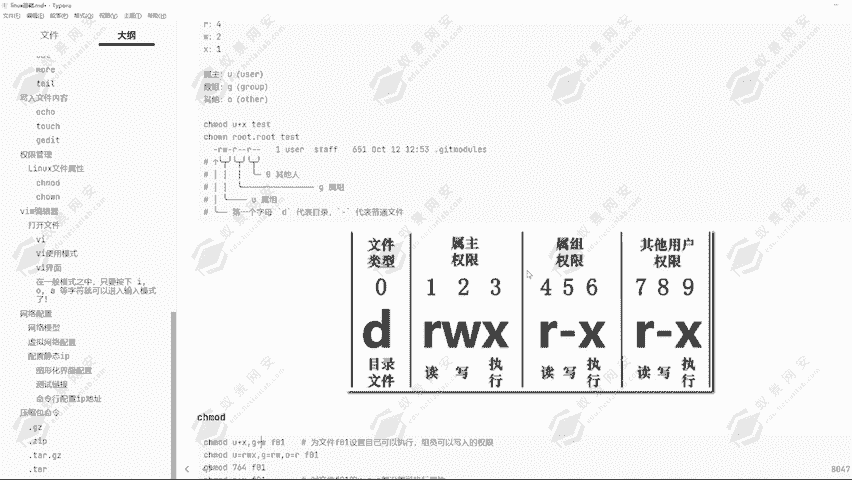 linux基础.md• - Typora
文件(F) 编辑(E) 段落(P) 格式(O) 视图(V) 主题(T) 帮助(H)
文件 大纲
more
tail
写入文件内容
echo
touch
gedit
权限管理
Linux文件属性
chmod
chown
vim编辑器
打开文件
vi
vi使用模式
vi界面
在一般模式之中，只要按下 i,
o, a 等字符就可以进入输入模式
了!
网络配置
网络模型
虚拟网络配置
配置静态ip
图形化界面配置
测试链接
命令行配置ip地址
压缩包命令
.gz
.zip
.tar.gz
.tar
r: 4
w: 2
x: 1
属主: u (user)
属组: g (group)
其他: o (other)
chmod u+x test
chown root.root test
-rw-r--r-- 1 user staff 651 Oct 12 12:53 .gitmodules
# 其他人
# g 属组
# u 属组
# 第一个字母 `d` 代表目录, `-` 代表普通文件
文件类型 属主权限 属组权限 其他用户权限
0 1 2 3 4 5 6 7 8 9
d rwx r-x r-x
目录文件 读 写 执行 读 写 执行 读 写 执行
chmod
chmod u+x,g+w f01 # 为文件f01设置自己可以执行，组员可以写入的权限
chmod u=rwx,g=rw,o=r f01
chmod 764 f01
8047
蚁景网安
edu.hetianlab.com